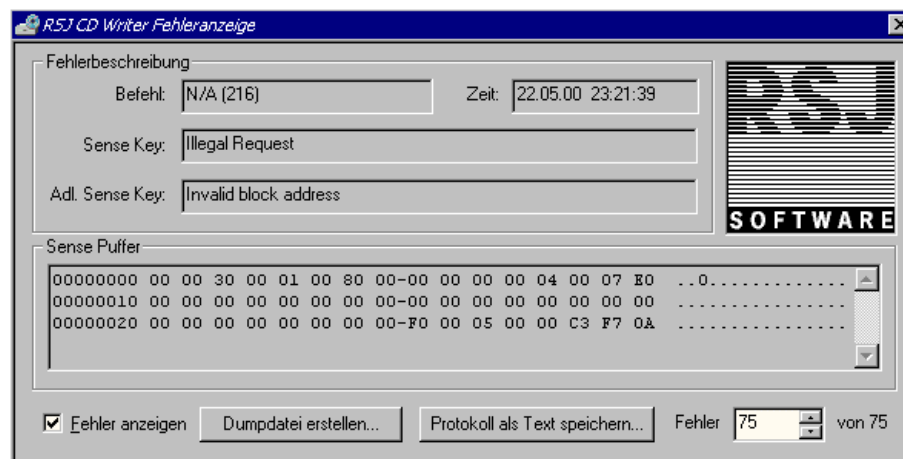 RSJ CD Writer Fehleranzeige
Fehlerbeschreibung
Befehl: N/A (216) Zeit: 22.05.00 23:21:39
Sense Key: Illegal Request
Adl. Sense Key: Invalid block address
RSJ
SOFTWARE
Sense Puffer
00000000 00 00 30 00 01 00 80 00-00 00 00 00 04 00 07 E0 ..0.............
00000010 00 00 00 00 00 00 00 00-00 00 00 00 00 00 00 00 ................
00000020 00 00 00 00 00 00 00 00-F0 00 05 00 00 C3 F7 0A ................
Fehler anzeigen Dumpdatei erstellen... Protokoll als Text speichern... Fehler 75 von 75